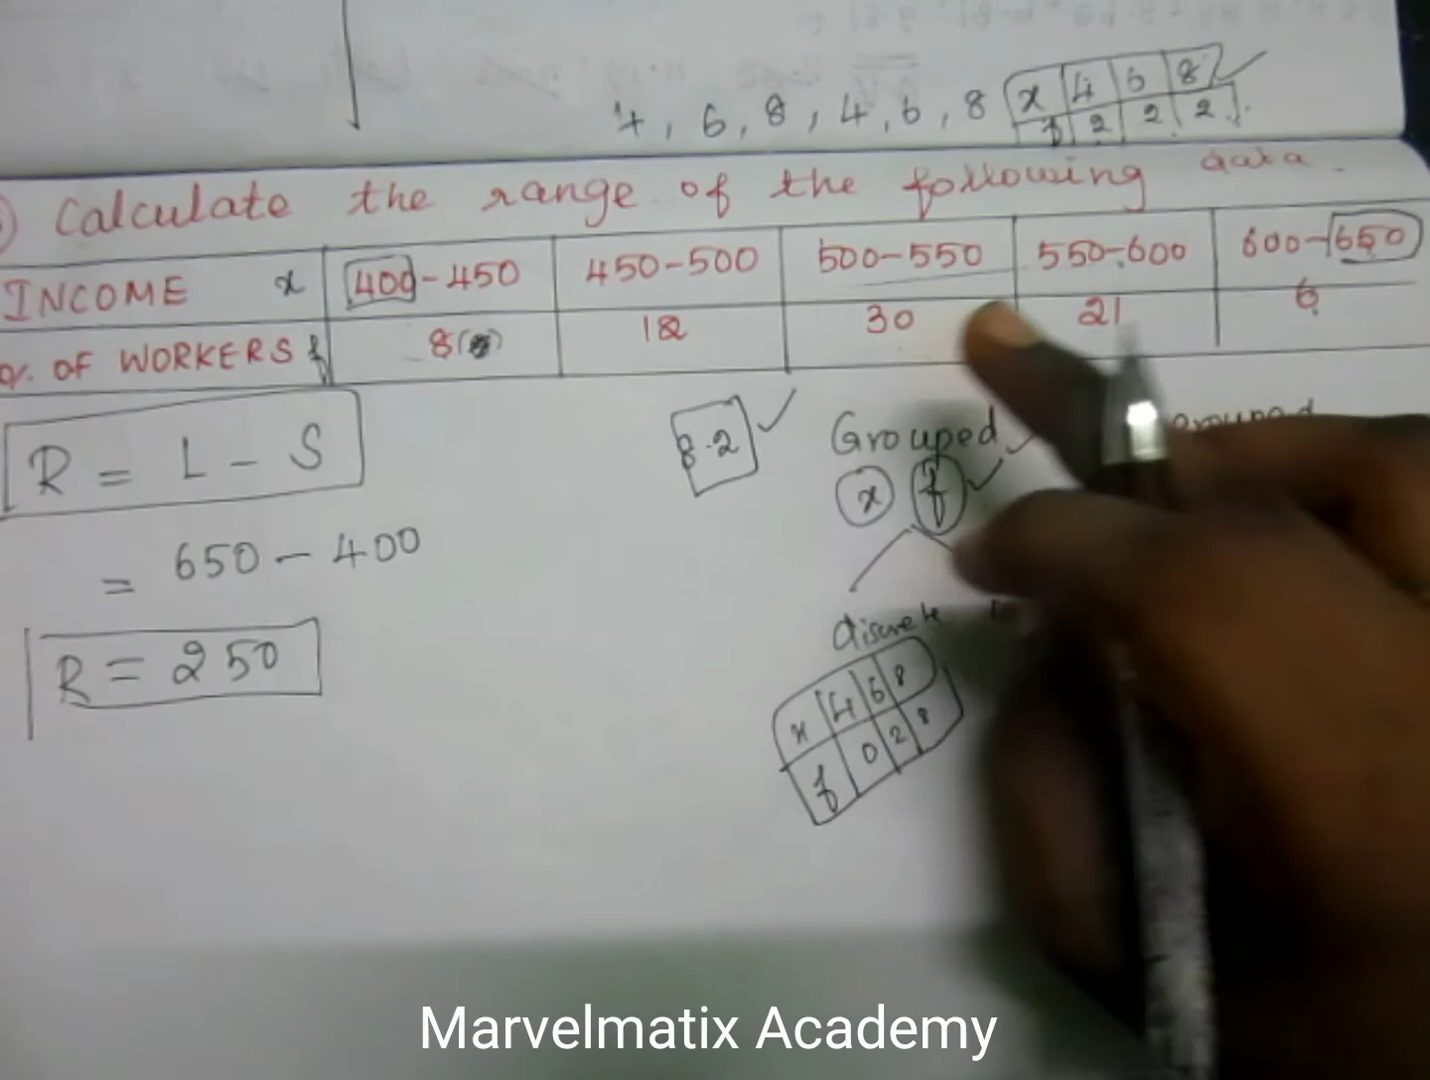 4, 6, 8, 4, 6, 8
x 4 6 8
f 2 2 2
Calculate the range of the following data.
INCOME x 400-450 450-500 500-550 550-600 600-650
OF WORKERS f 8 12 30 21 6
R = L - S
= 650 - 400
R = 250
8.2
Grouped
x f
discrete
x 4 6 8
f 0 2 8
Marvelmatix Academy